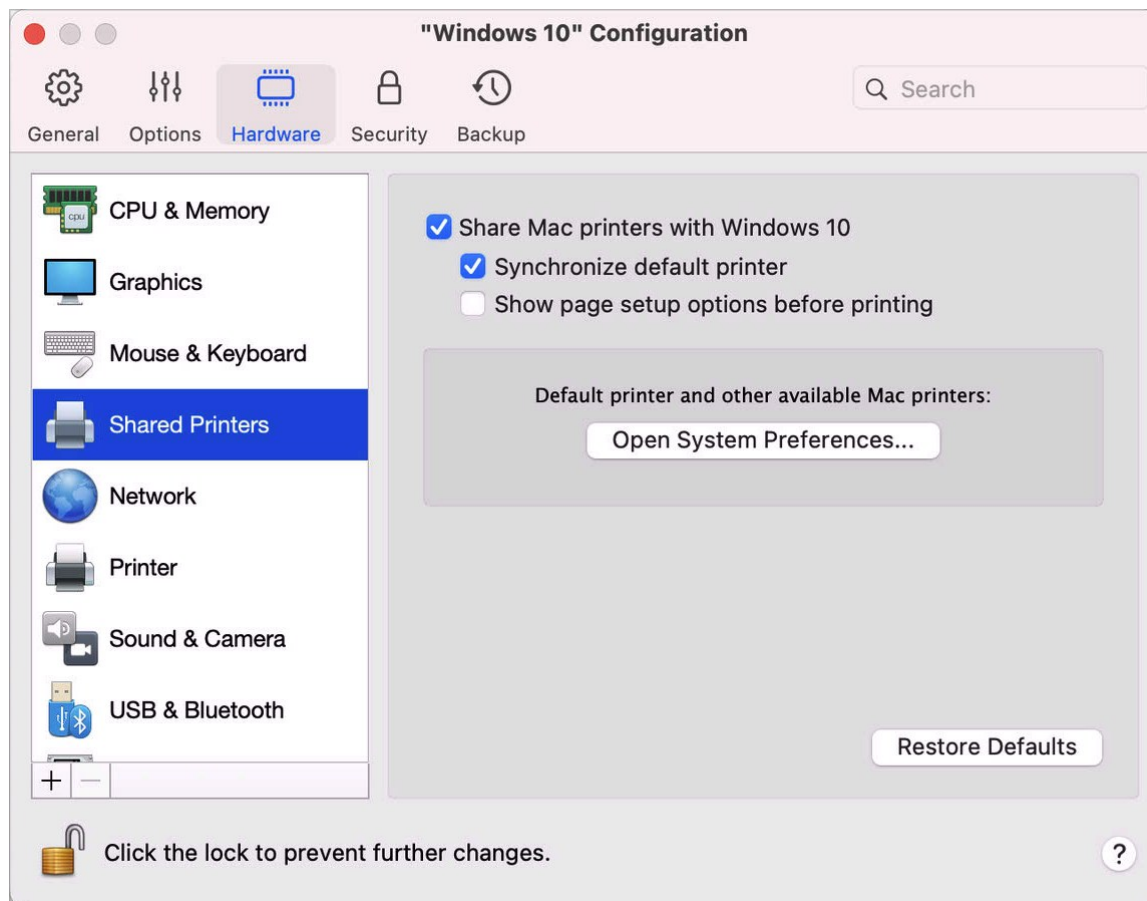 "Windows 10" Configuration
General
Options
Hardware
Security
Backup
Search
CPU & Memory
cpu
Graphics
Mouse & Keyboard
Shared Printers
Network
Printer
Sound & Camera
USB & Bluetooth
Share Mac printers with Windows 10
Synchronize default printer
Show page setup options before printing
Default printer and other available Mac printers:
Open System Preferences...
Restore Defaults
Click the lock to prevent further changes.
?